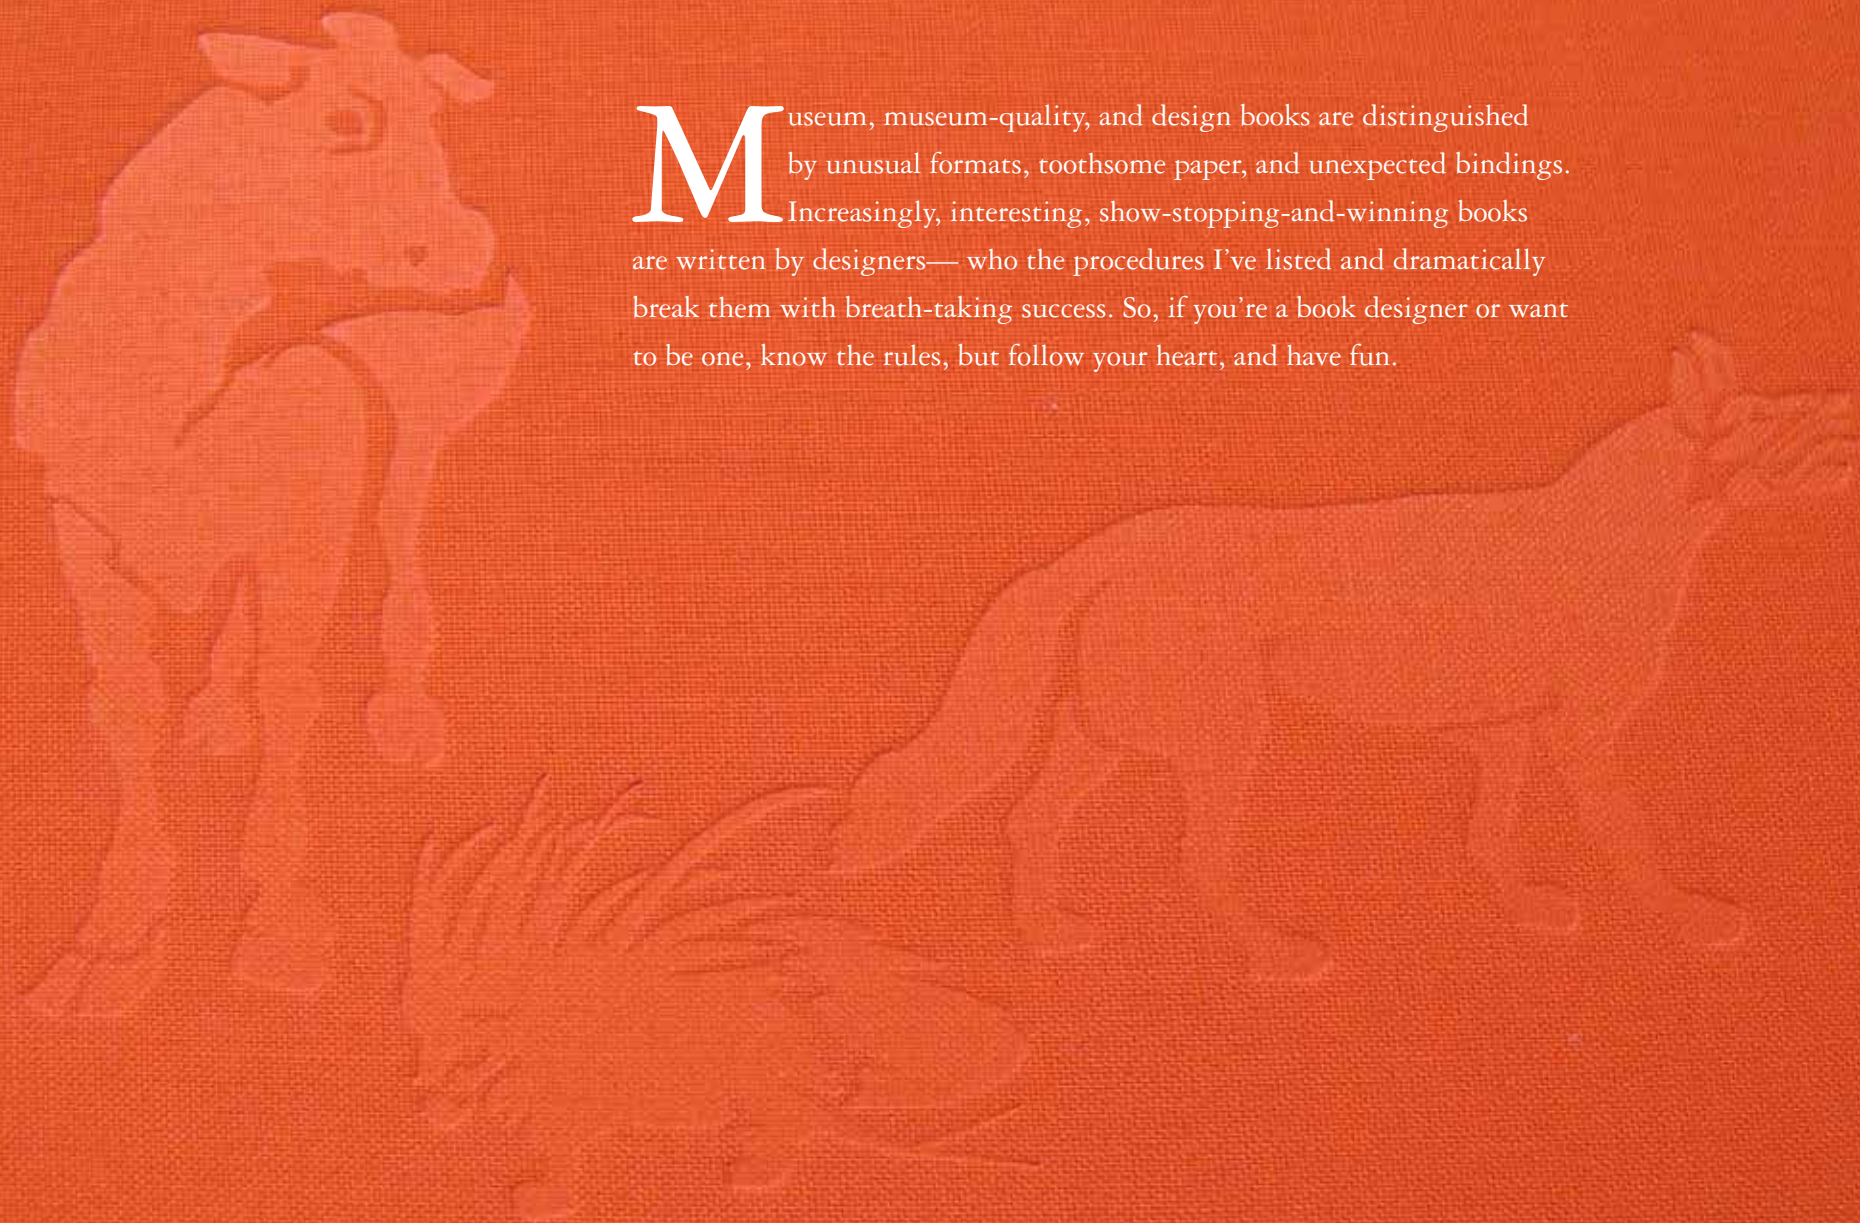 Museum, museum-quality, and design books are distinguished
by unusual formats, toothsome paper, and unexpected bindings.
Increasingly, interesting, show-stopping-and-winning books
are written by designers— who the procedures I’ve listed and dramatically
break them with breath-taking success. So, if you’re a book designer or want
to be one, know the rules, but follow your heart, and have fun.